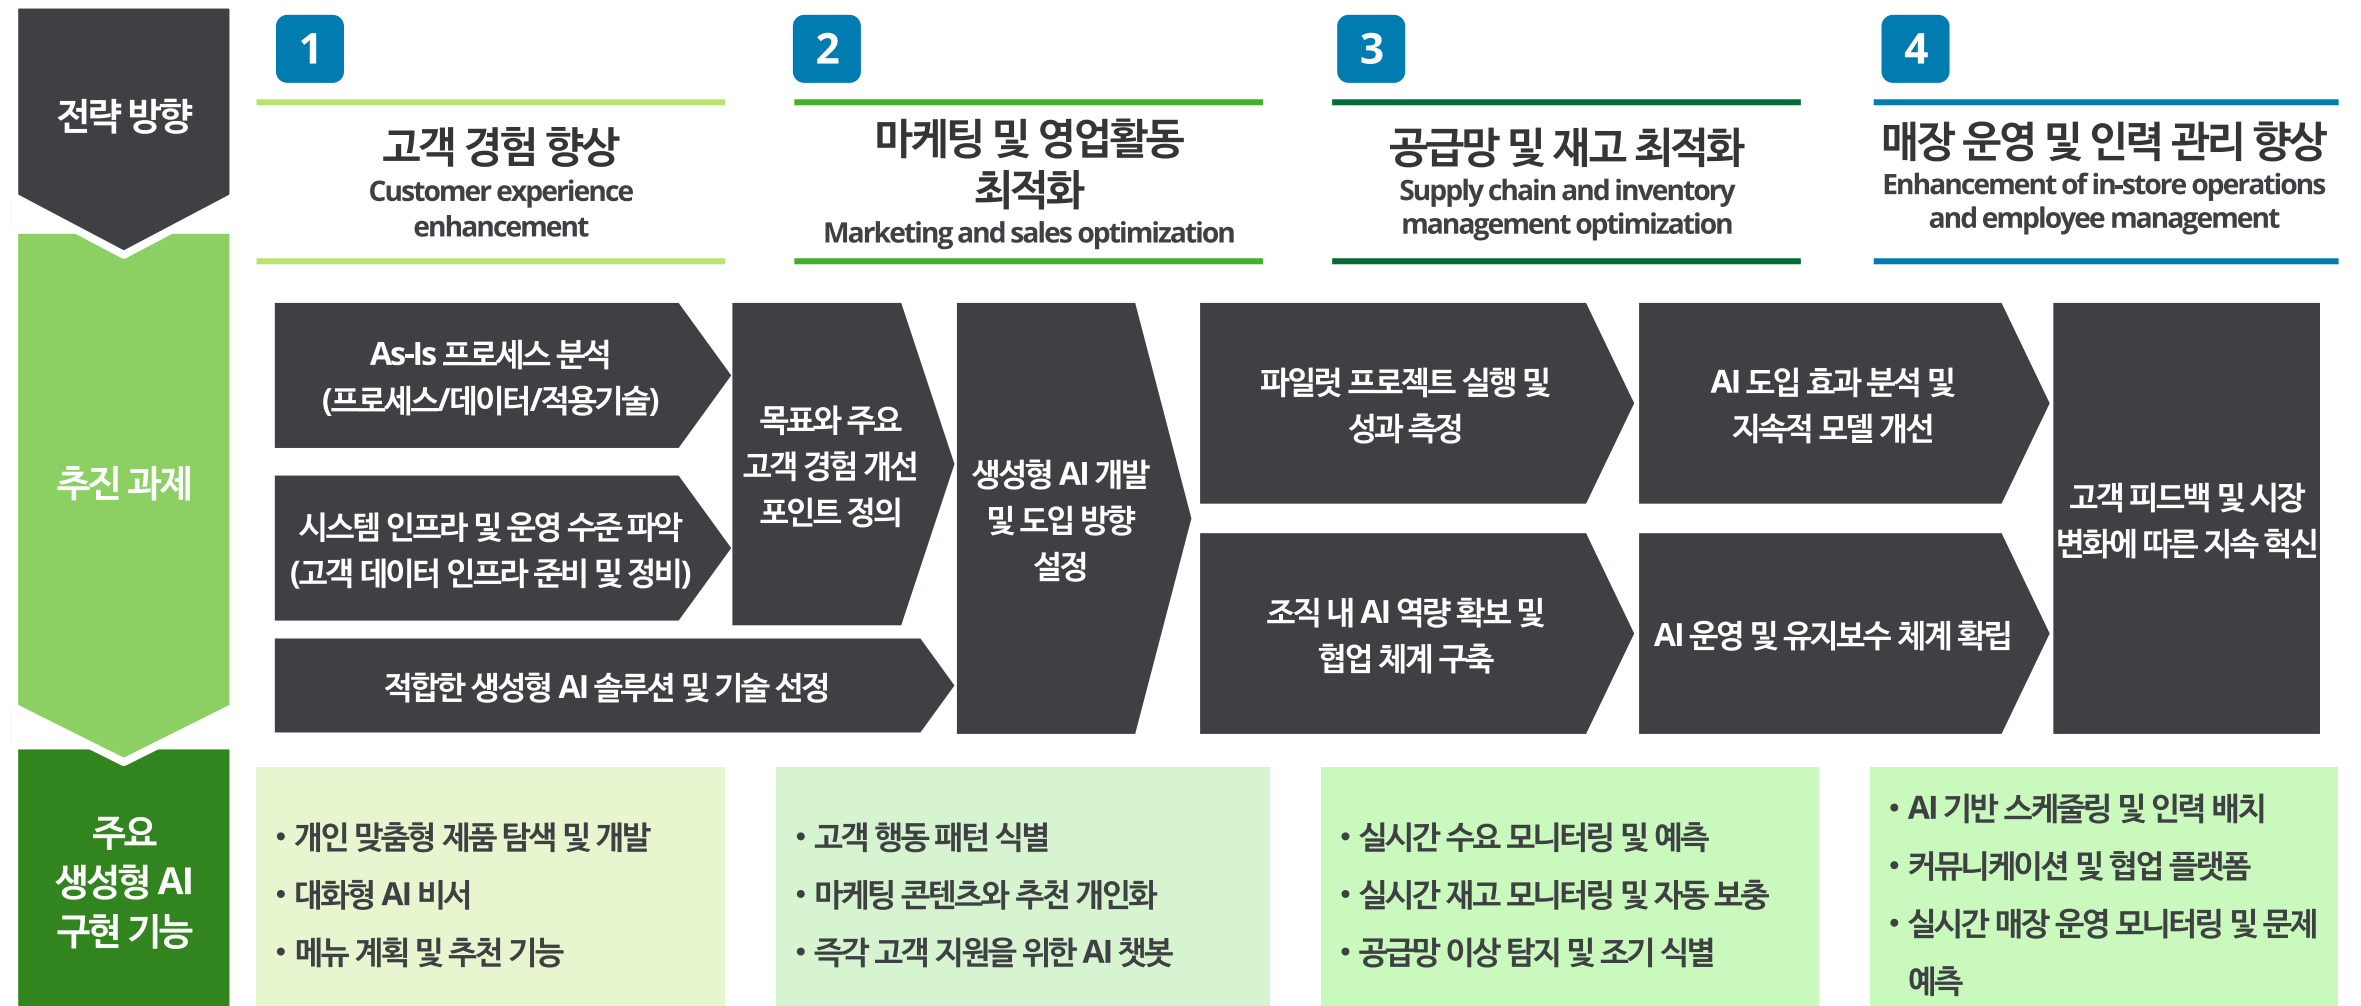 전략 방향
1
고객 경험 향상
Customer experience
enhancement
2
마케팅 및 영업활동
최적화
Marketing and sales optimization
3
공급망 및 재고 최적화
Supply chain and inventory
management optimization
4
매장 운영 및 인력 관리 향상
Enhancement of in-store operations
and employee management
추진 과제
As-Is 프로세스 분석
(프로세스/데이터/적용기술)
시스템 인프라 및 운영 수준 파악
(고객 데이터 인프라 준비 및 정비)
적합한 생성형 AI 솔루션 및 기술 선정
목표와 주요
고객 경험 개선
포인트 정의
생성형 AI 개발
및 도입 방향
설정
파일럿 프로젝트 실행 및
성과 측정
조직 내 AI 역량 확보 및
협업 체계 구축
AI 도입 효과 분석 및
지속적 모델 개선
AI 운영 및 유지보수 체계 확립
고객 피드백 및 시장
변화에 따른 지속 혁신
주요
생성형 AI
구현 기능
• 개인 맞춤형 제품 탐색 및 개발
• 대화형 AI 비서
• 메뉴 계획 및 추천 기능
• 고객 행동 패턴 식별
• 마케팅 콘텐츠와 추천 개인화
• 즉각 고객 지원을 위한 AI 챗봇
• 실시간 수요 모니터링 및 예측
• 실시간 재고 모니터링 및 자동 보충
• 공급망 이상 탐지 및 조기 식별
• AI 기반 스케줄링 및 인력 배치
• 커뮤니케이션 및 협업 플랫폼
• 실시간 매장 운영 모니터링 및 문제
예측